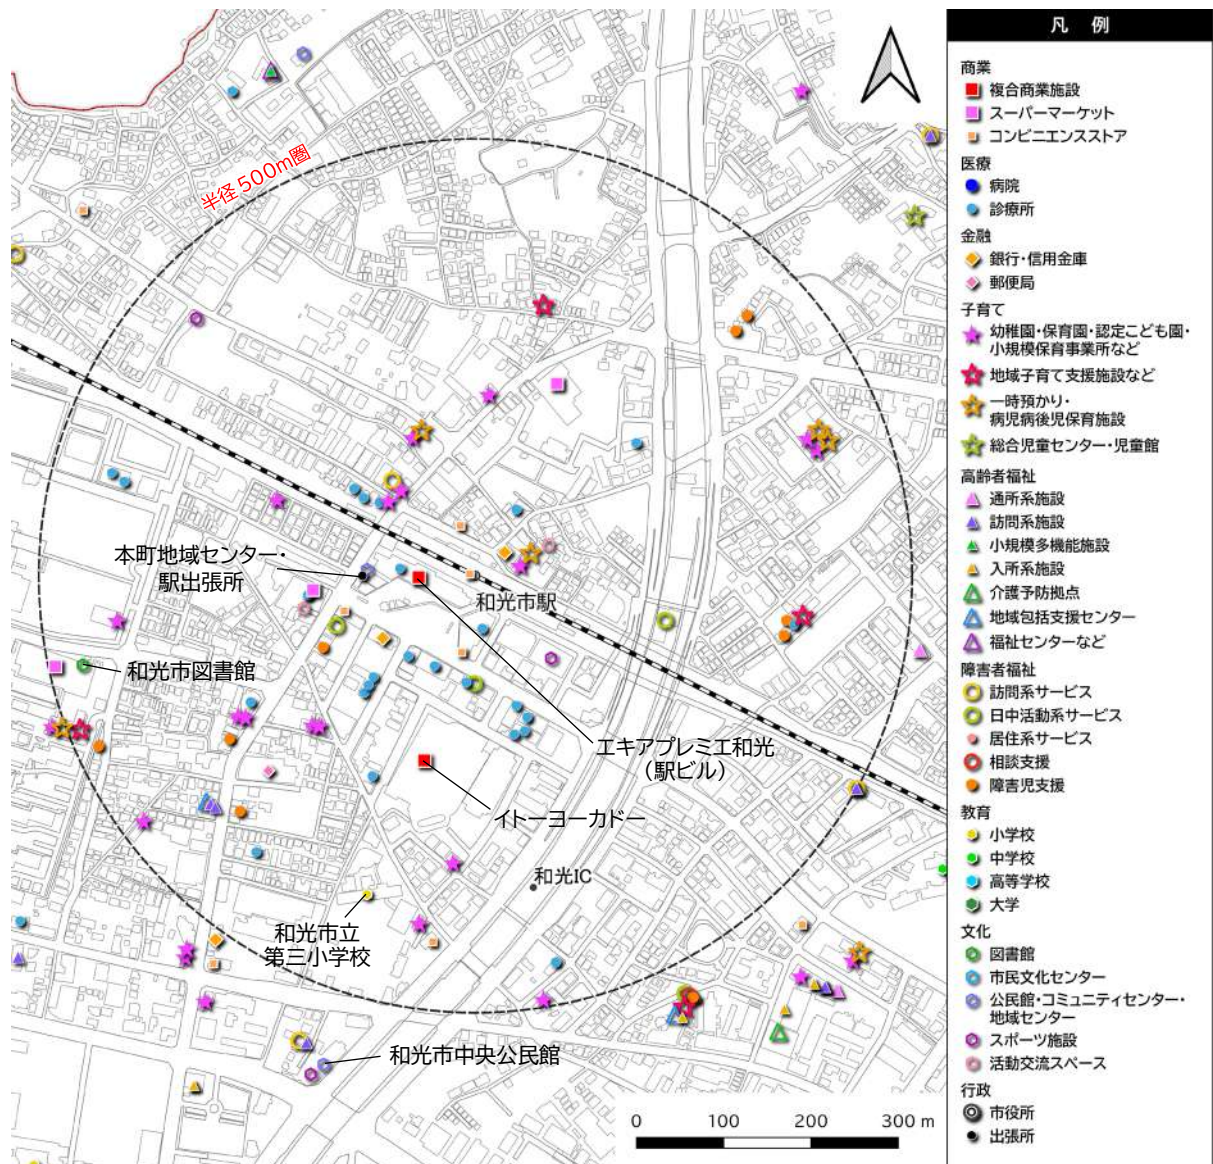 半径500m圏
本町地域センター・
駅出張所
和光市駅
和光市図書館
エキアプレミエ和光
（駅ビル）
イトーヨーカドー
和光IC
和光市立
第三小学校
和光市中央公民館
0 100 200 300 m
凡 例
商業
複合商業施設
スーパーマーケット
コンビニエンスストア
医療
病院
診療所
金融
銀行・信用金庫
郵便局
子育て
幼稚園・保育園・認定こども園・
小規模保育事業所など
地域子育て支援施設など
一時預かり・
病児病後児保育施設
総合児童センター・児童館
高齢者福祉
通所系施設
訪問系施設
小規模多機能施設
入所系施設
介護予防拠点
地域包括支援センター
福祉センターなど
障害者福祉
訪問系サービス
日中活動系サービス
居住系サービス
相談支援
障害児支援
教育
小学校
中学校
高等学校
大学
文化
図書館
市民文化センター
公民館・コミュニティセンター・
地域センター
スポーツ施設
活動交流スペース
行政
市役所
出張所